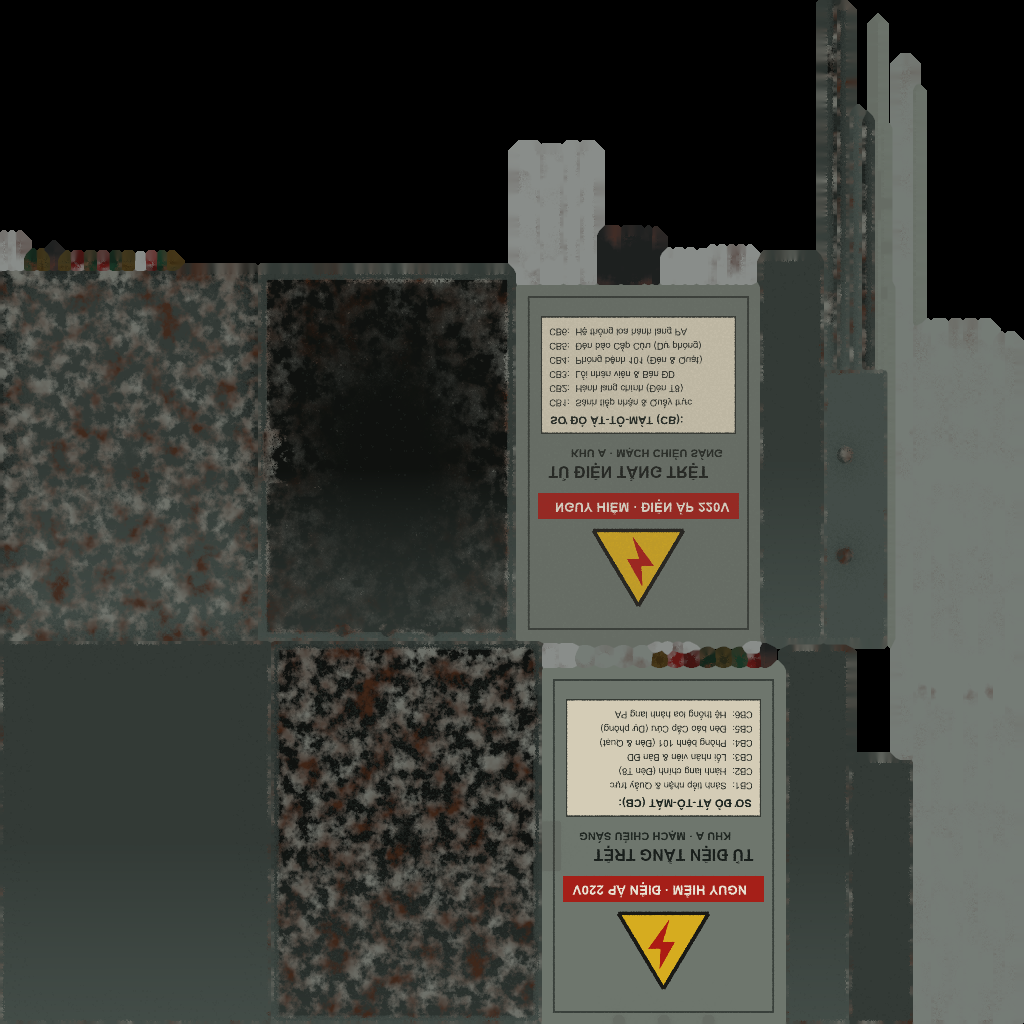 NGUY HIỂM · ĐIỆN ÁP 220V
TỦ ĐIỆN TẦNG TRỆT
KHU A · MẠCH CHIẾU SÁNG
SƠ ĐỒ ÁT-TÔ-MÁT (CB):
CB1: Sảnh tiếp nhận & Quầy trực
CB2: Hành lang chính (Đèn T8)
CB3: Lối nhân viên & Ban ĐD
CB4: Phòng bệnh 101 (Đèn & Quạt)
CB5: Đèn báo Cấp Cứu (Dự phòng)
CB6: Hệ thống loa hành lang PA
NGUY HIỂM · ĐIỆN ÁP 220V
TỦ ĐIỆN TẦNG TRỆT
KHU A · MẠCH CHIẾU SÁNG
SƠ ĐỒ ÁT-TÔ-MÁT (CB):
CB1: Sảnh tiếp nhận & Quầy trực
CB2: Hành lang chính (Đèn T8)
CB3: Lối nhân viên & Ban ĐD
CB4: Phòng bệnh 101 (Đèn & Quạt)
CB5: Đèn báo Cấp Cứu (Dự phòng)
CB6: Hệ thống loa hành lang PA